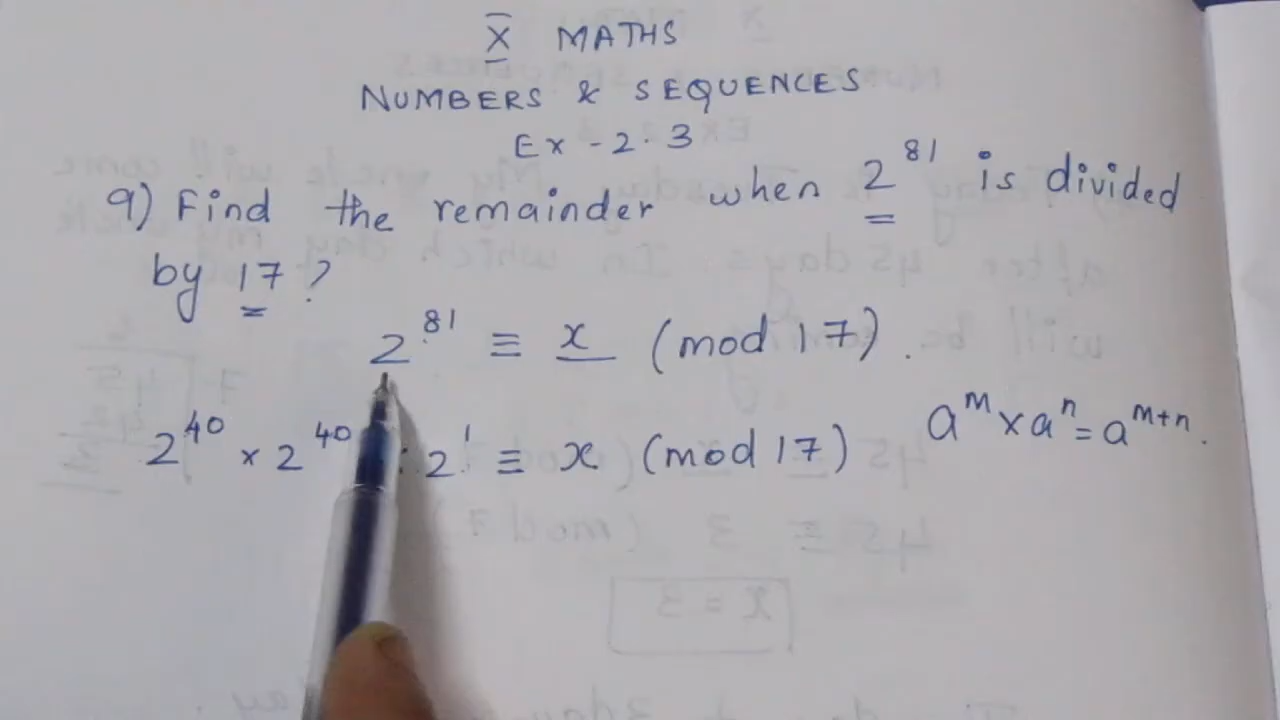 X MATHS
NUMBERS & SEQUENCES
Ex - 2.3
9) Find the remainder when 2^81 is divided
by 17?
2^81 ≡ x (mod 17).
2^40 × 2^40 · 2^1 ≡ x (mod 17) a^m × a^n = a^m+n.